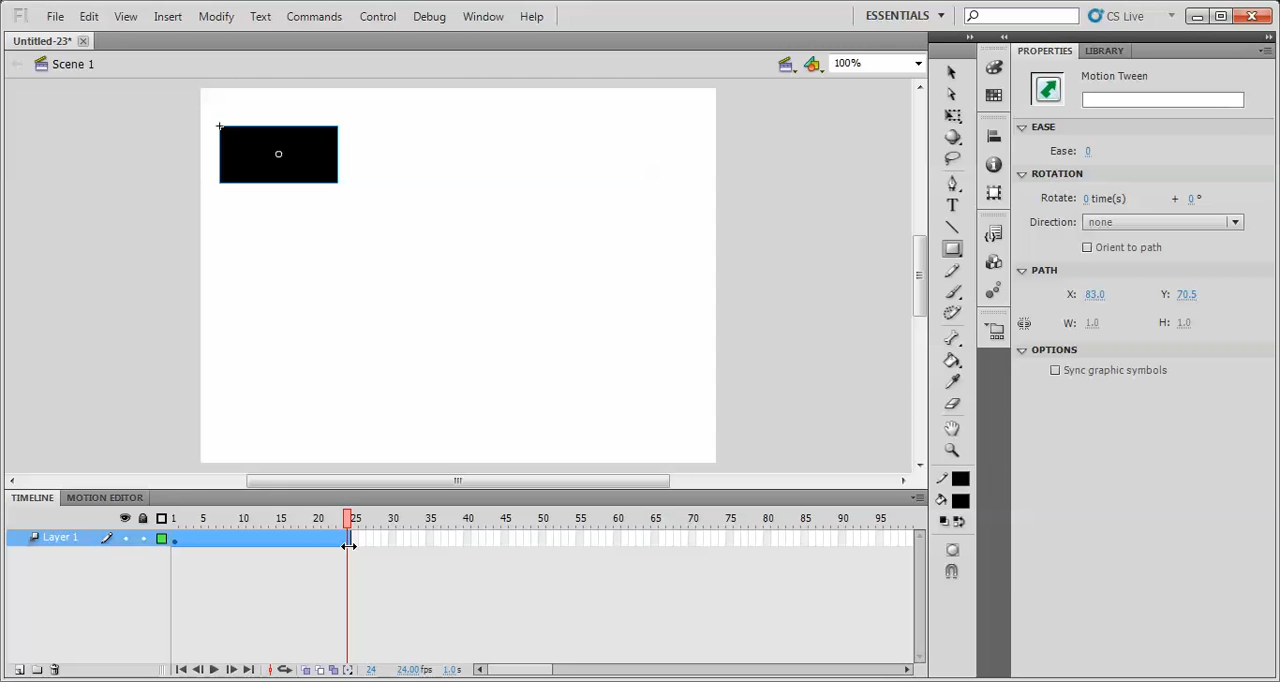 Fl File Edit View Insert Modify Text Commands Control Debug Window Help ESSENTIALS CS Live
Untitled-23*
Scene 1 100%
PROPERTIES LIBRARY
Motion Tween
EASE
Ease: 0
ROTATION
Rotate: 0 time(s) + 0 °
Direction: none
Orient to path
PATH
X: 83.0 Y: 70.5
W: 1.0 H: 1.0
OPTIONS
Sync graphic symbols
T
TIMELINE MOTION EDITOR
1 5 10 15 20 25 30 35 40 45 50 55 60 65 70 75 80 85 90 95
Layer 1
24 24.00 fps 1.0 s